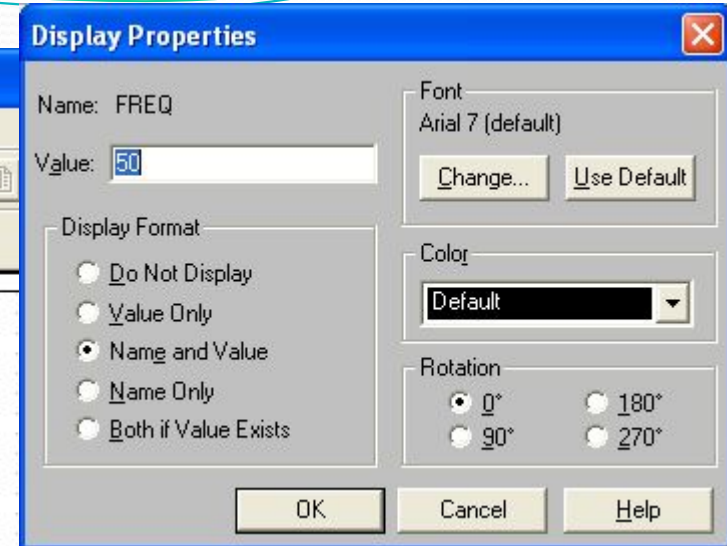 Display Properties
Name: FREQ
Value: 50
Display Format
Do Not Display
Value Only
Name and Value
Name Only
Both if Value Exists
Font
Arial 7 (default)
Change... Use Default
Color
Default
Rotation
0° 180°
90° 270°
OK Cancel Help